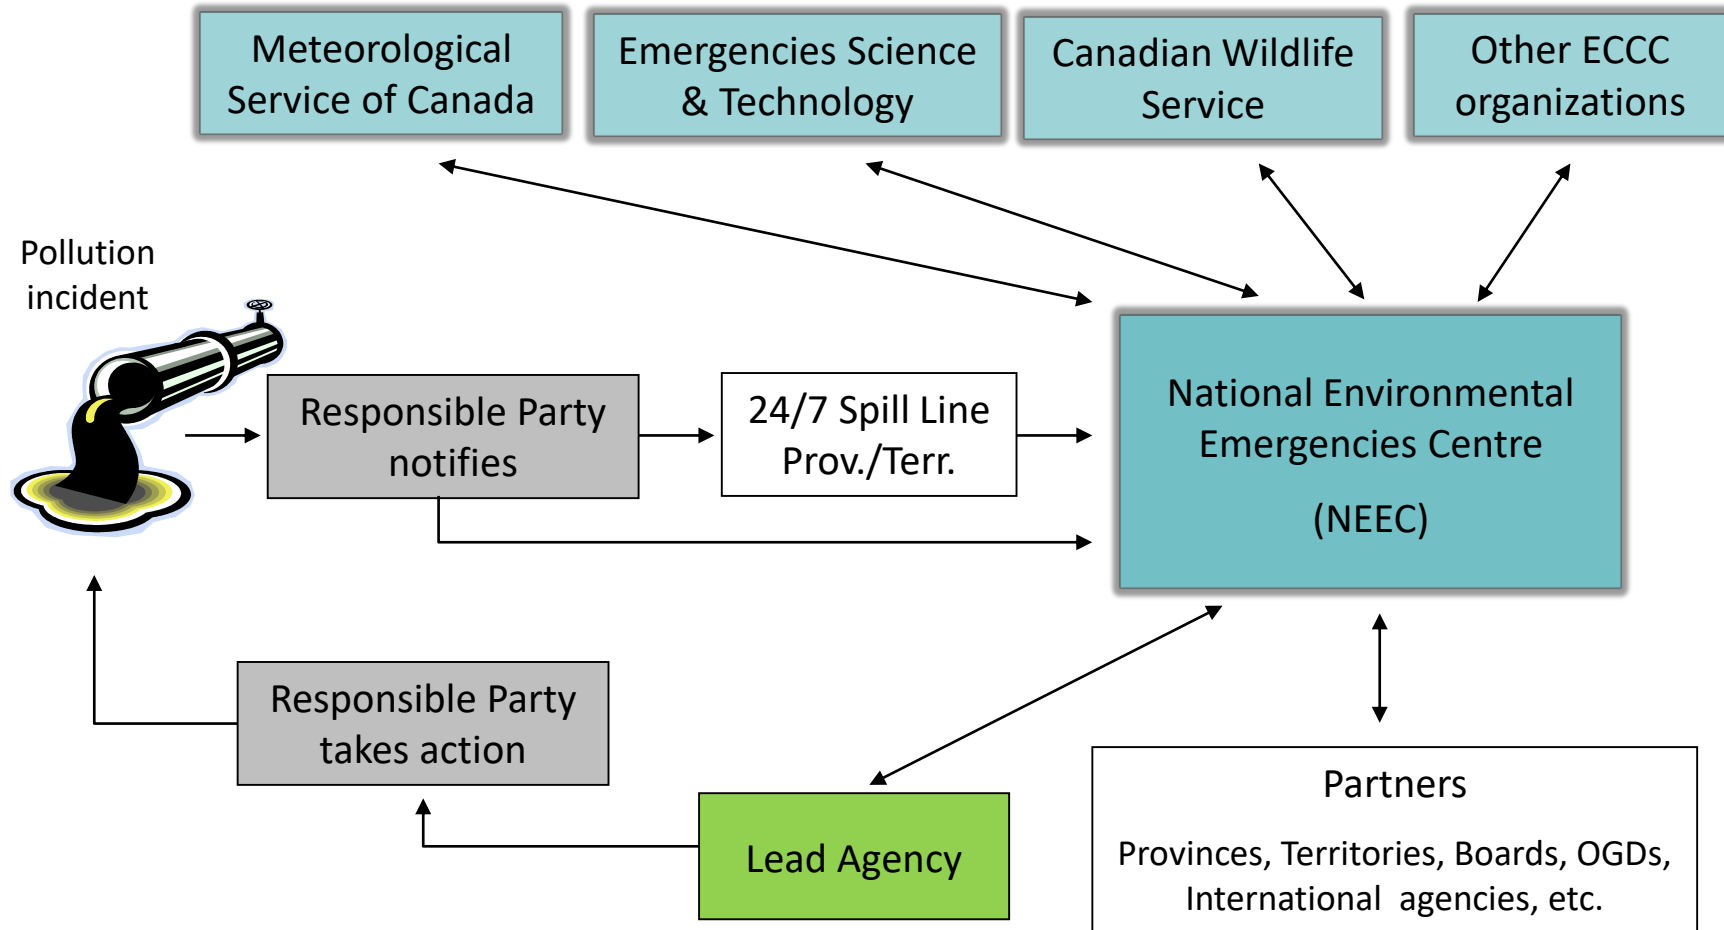 Meteorological
Service of Canada
Emergencies Science
& Technology
Canadian Wildlife
Service
Other ECCC
organizations
Pollution
incident
Responsible Party
notifies
24/7 Spill Line
Prov./Terr.
National Environmental
Emergencies Centre
(NEEC)
Responsible Party
takes action
Lead Agency
Partners
Provinces, Territories, Boards, OGDs,
International agencies, etc.